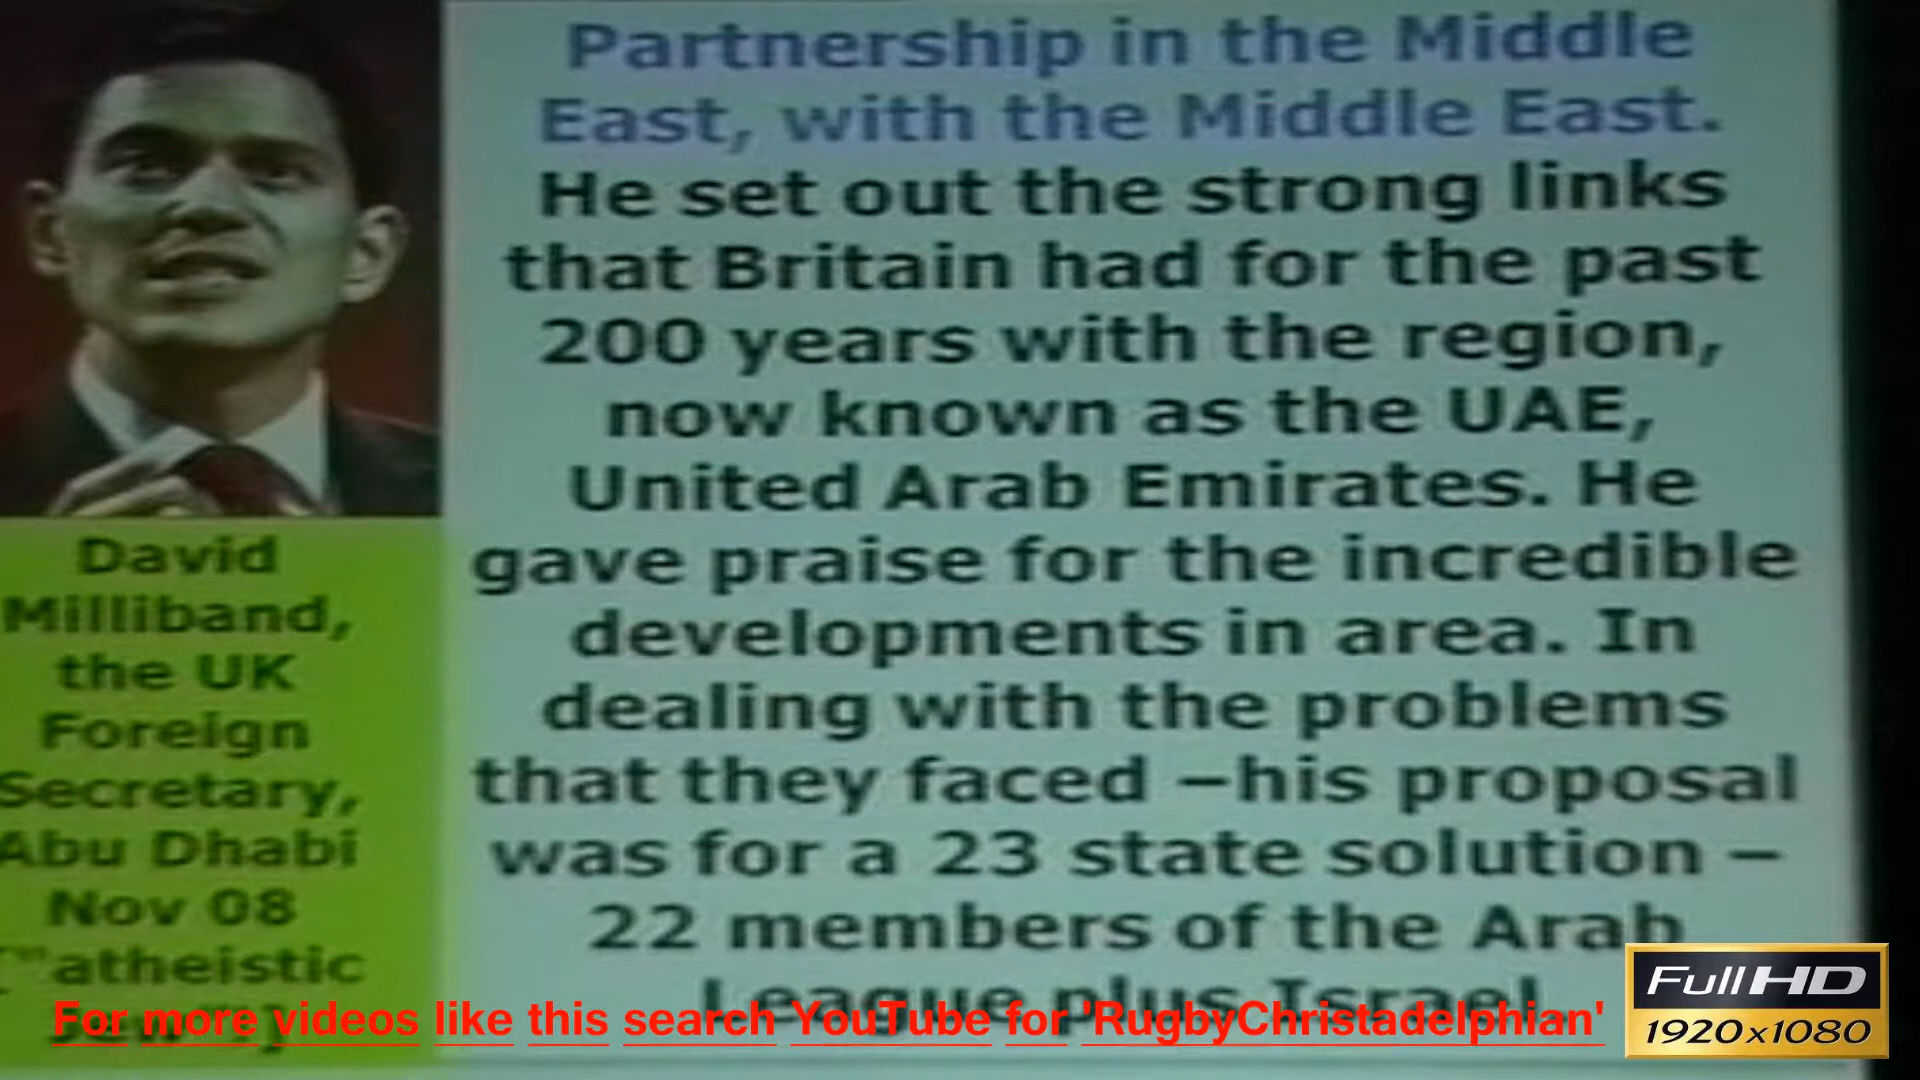 Partnership in the Middle
East, with the Middle East.
He set out the strong links
that Britain had for the past
200 years with the region,
now known as the UAE,
United Arab Emirates. He
gave praise for the incredible
developments in area. In
dealing with the problems
that they faced –his proposal
was for a 23 state solution –
22 members of the Arab
League plus Israel
David
Milliband,
the UK
Foreign
Secretary,
Abu Dhabi
Nov 08
("atheistic
For more videos like this search YouTube for 'RugbyChristadelphian'
Full HD
1920x1080